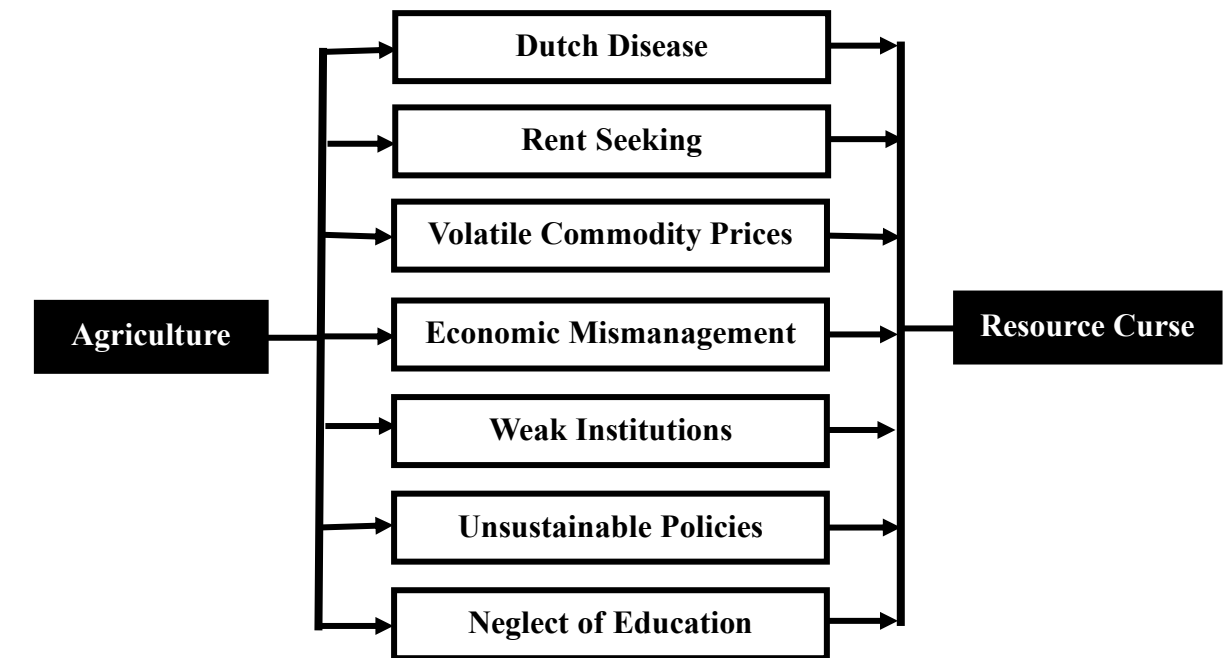 Dutch Disease
Rent Seeking
Volatile Commodity Prices
Agriculture
Economic Mismanagement
Resource Curse
Weak Institutions
Unsustainable Policies
Neglect of Education